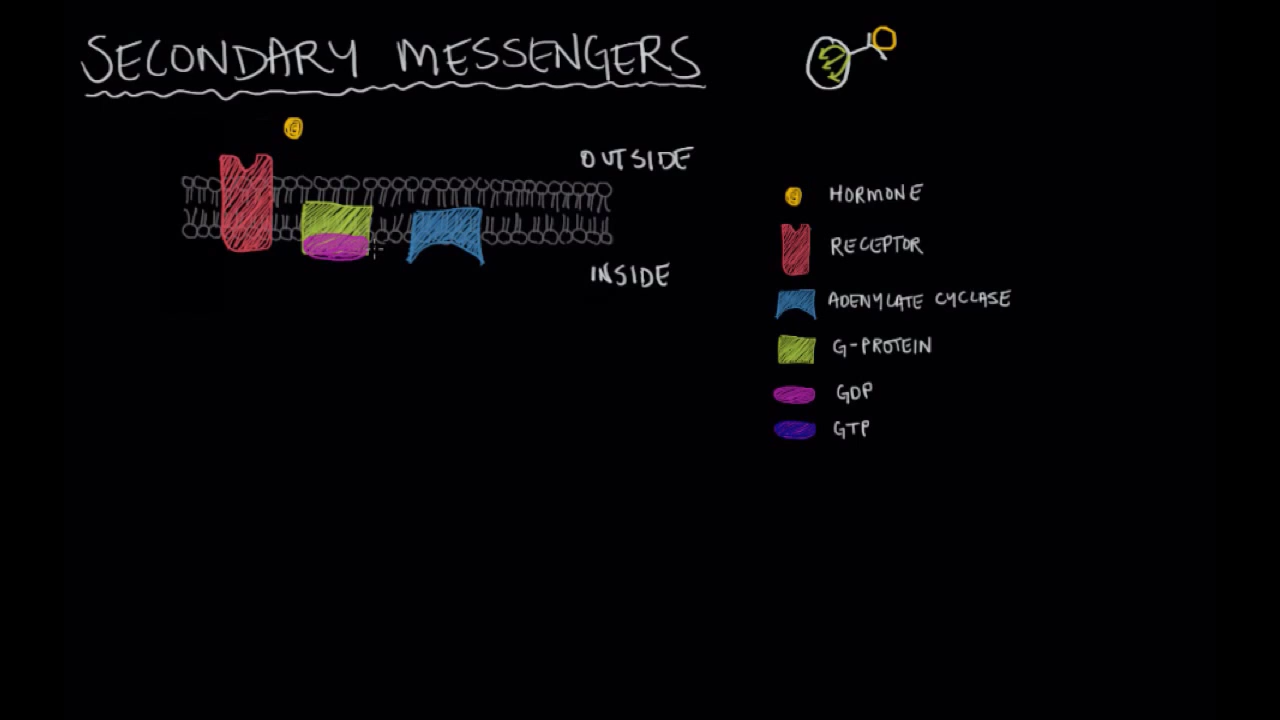 SECONDARY MESSENGERS
OUTSIDE
INSIDE
HORMONE
RECEPTOR
ADENYLATE CYCLASE
G-PROTEIN
GDP
GTP